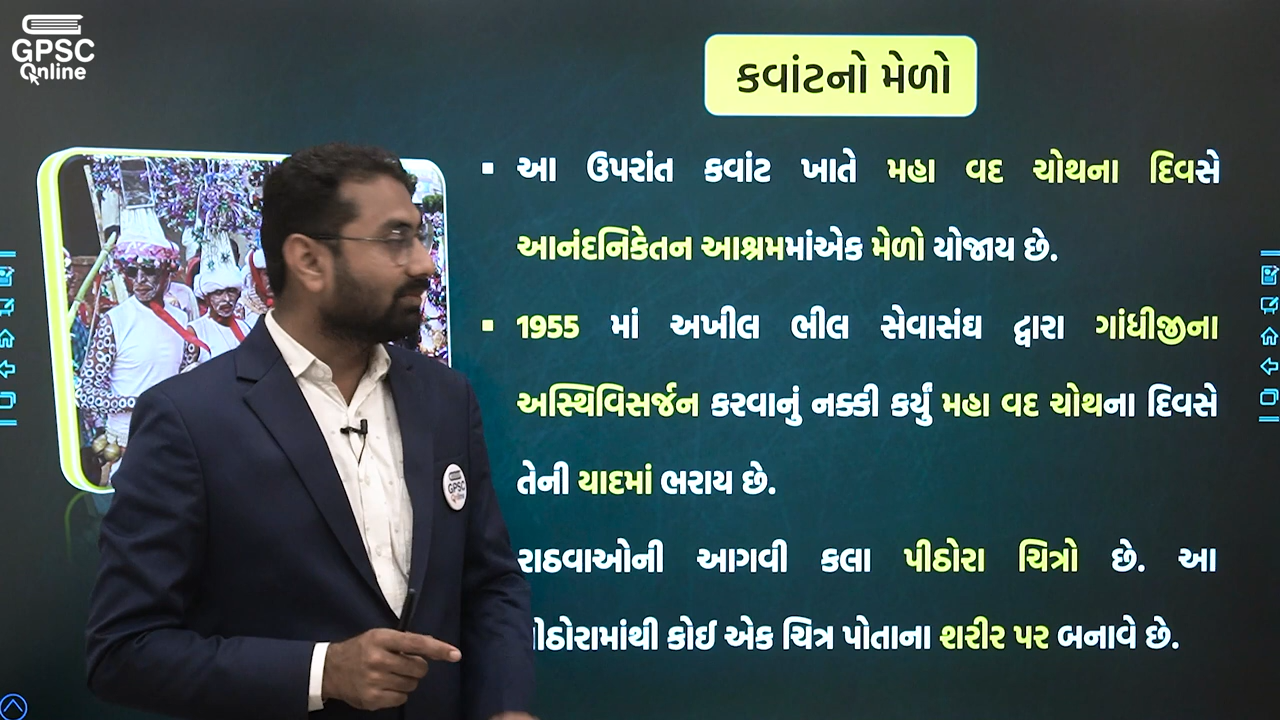 GPSC
Online
કવાંટનો મેળો
આ ઉપરાંત કવાંટ ખાતે મહા વદ ચોથના દિવસે
આનંદનિકેતન આશ્રમમાંએક મેળો યોજાય છે.
1955 માં અખીલ ભીલ સેવાસંઘ દ્વારા ગાંધીજીના
અસ્થિવિસર્જન કરવાનું નક્કી કર્યું મહા વદ ચોથના દિવસે
તેની યાદમાં ભરાય છે.
રાઠવાઓની આગવી કલા પીઠોરા ચિત્રો છે. આ
કોઈ એક ચિત્ર પોતાના શરીર પર બનાવે છે.
GPSC
Online